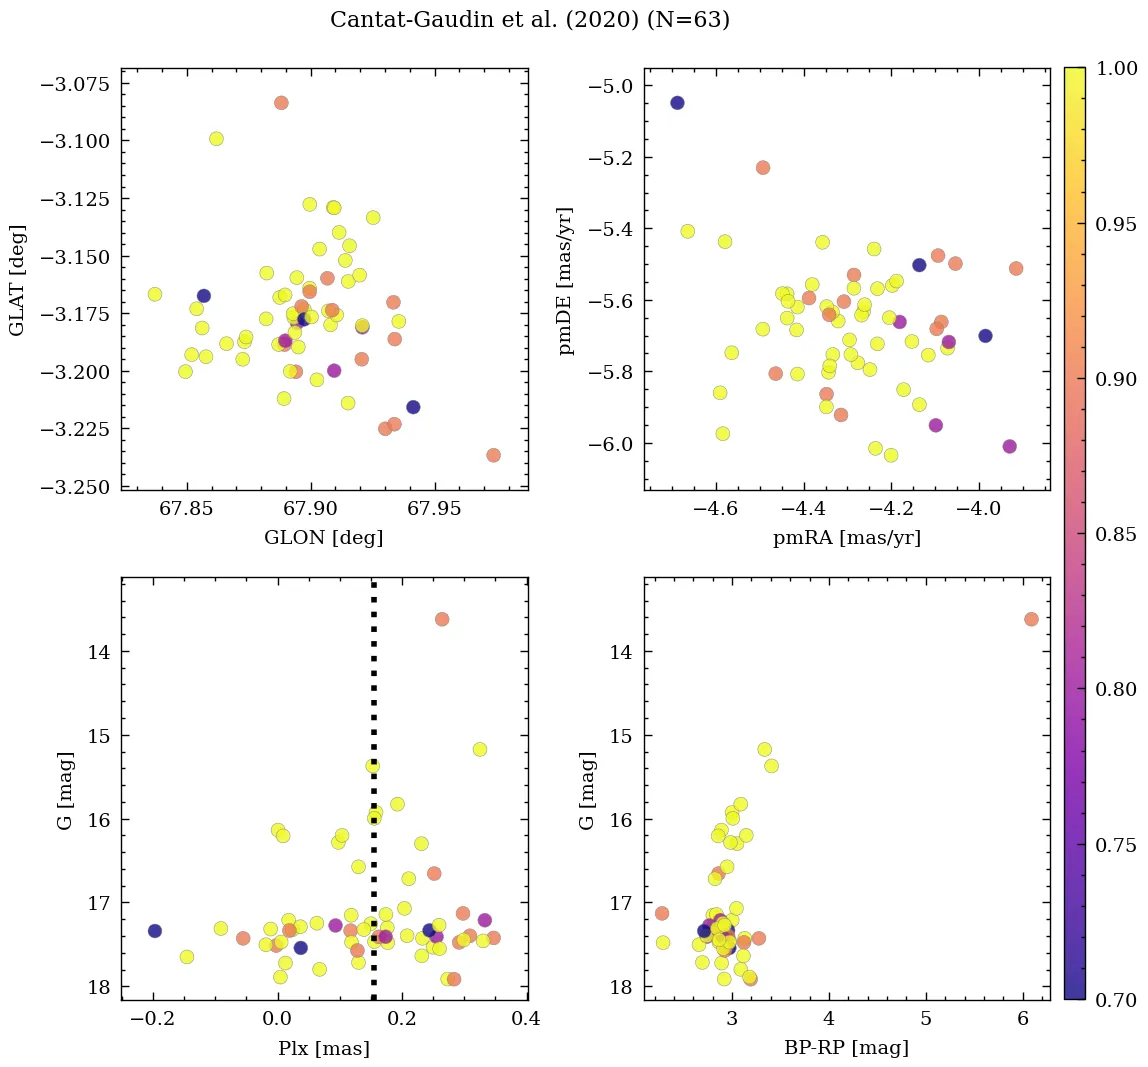 Cantat-Gaudin et al. (2020) (N=63)
GLAT [deg]
−3.075
−3.100
−3.125
−3.150
−3.175
−3.200
−3.225
−3.250
67.85 67.90 67.95
GLON [deg]
pmDE [mas/yr]
−5.0
−5.2
−5.4
−5.6
−5.8
−6.0
−4.6 −4.4 −4.2 −4.0
pmRA [mas/yr]
G [mag]
14
15
16
17
18
−0.2 0.0 0.2 0.4
Plx [mas]
G [mag]
14
15
16
17
18
3 4 5 6
BP-RP [mag]
1.00
0.95
0.90
0.85
0.80
0.75
0.70